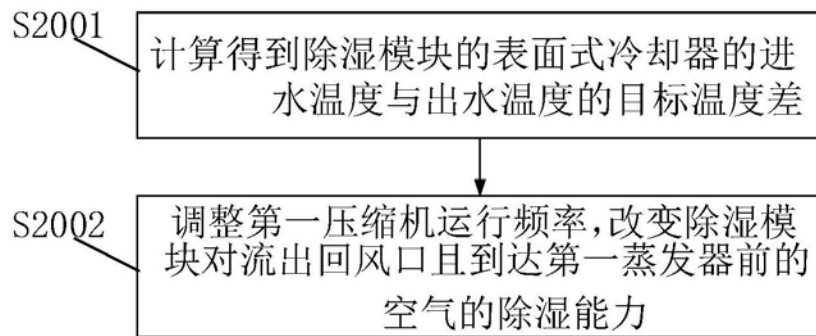 S2001
计算得到除湿模块的表面式冷却器的进
水温度与出水温度的目标温度差
S2002
调整第一压缩机运行频率,改变除湿模
块对流出回风口且到达第一蒸发器前的
空气的除湿能力